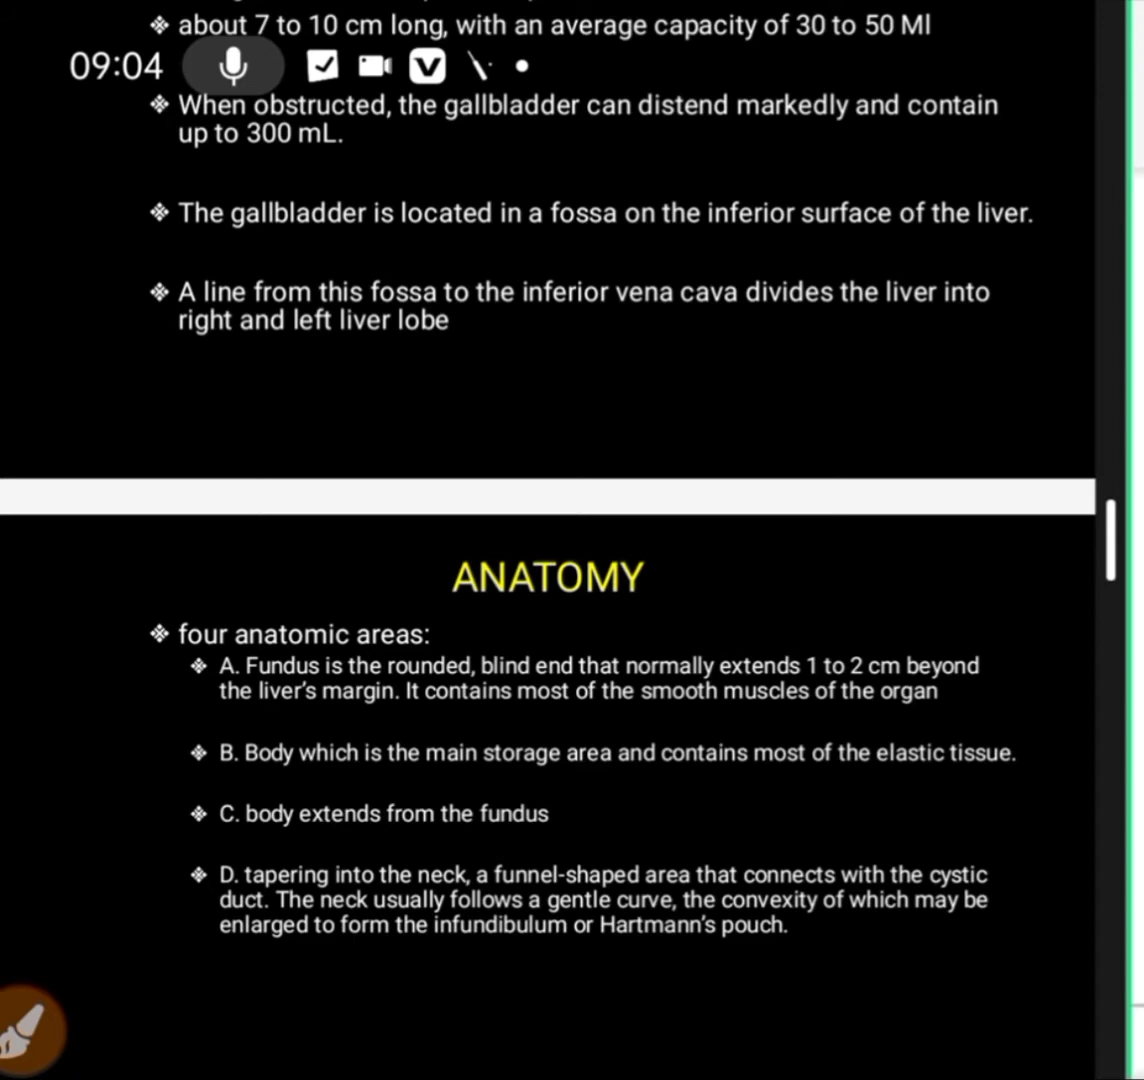 ❖ about 7 to 10 cm long, with an average capacity of 30 to 50 Ml
09:04
❖ When obstructed, the gallbladder can distend markedly and contain
up to 300 mL.
❖ The gallbladder is located in a fossa on the inferior surface of the liver.
❖ A line from this fossa to the inferior vena cava divides the liver into
right and left liver lobe
ANATOMY
❖ four anatomic areas:
❖ A. Fundus is the rounded, blind end that normally extends 1 to 2 cm beyond
the liver's margin. It contains most of the smooth muscles of the organ
❖ B. Body which is the main storage area and contains most of the elastic tissue.
❖ C. body extends from the fundus
❖ D. tapering into the neck, a funnel-shaped area that connects with the cystic
duct. The neck usually follows a gentle curve, the convexity of which may be
enlarged to form the infundibulum or Hartmann's pouch.